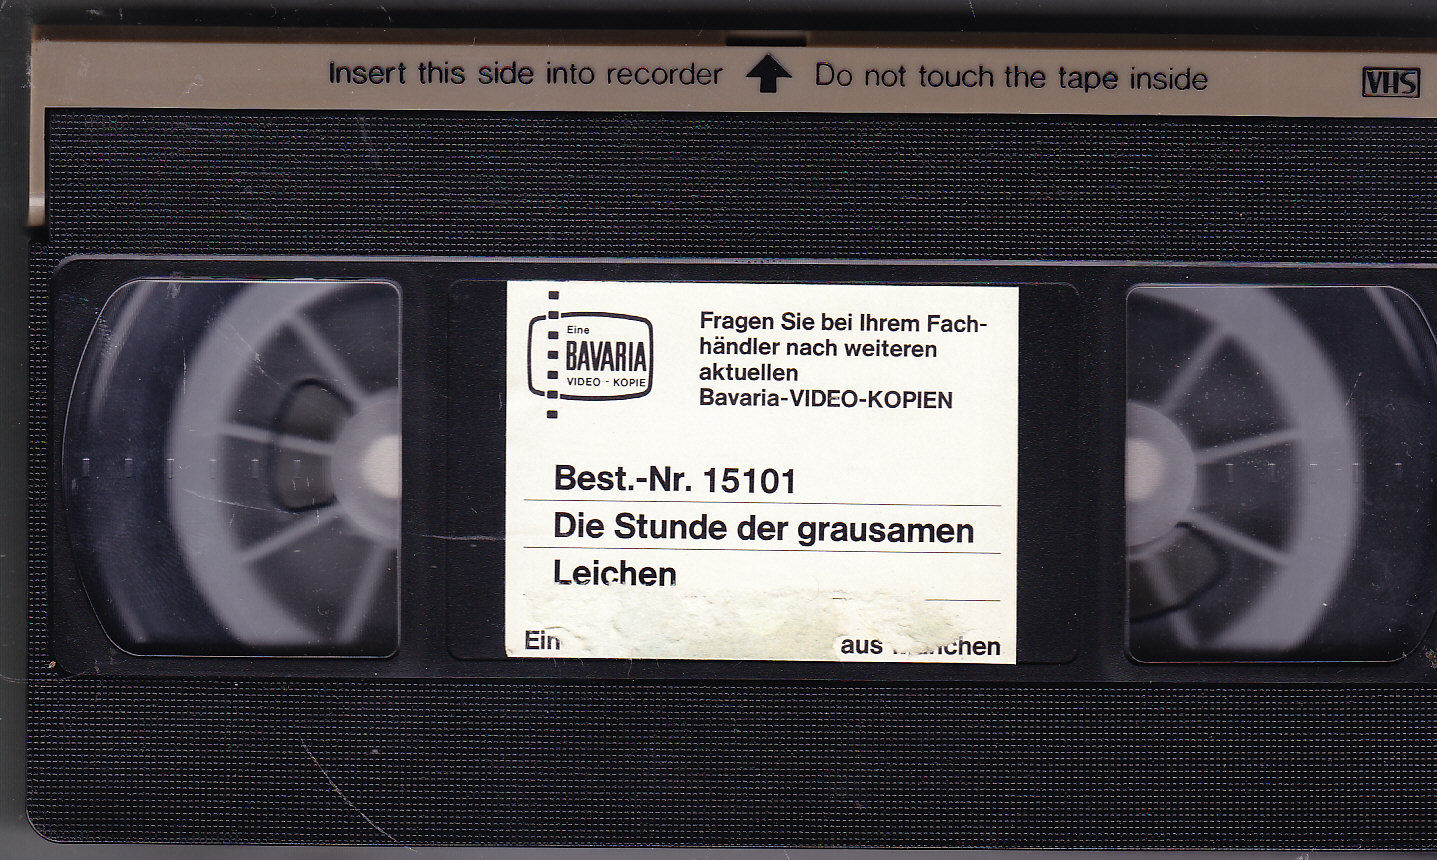 Insert this side into recorder Do not touch the tape inside VHS
Eine
BAVARIA
VIDEO - KOPIE
Fragen Sie bei Ihrem Fach-
händler nach weiteren
aktuellen
Bavaria-VIDEO-KOPIEN
Best.-Nr. 15101
Die Stunde der grausamen
Leichen
Ein aus